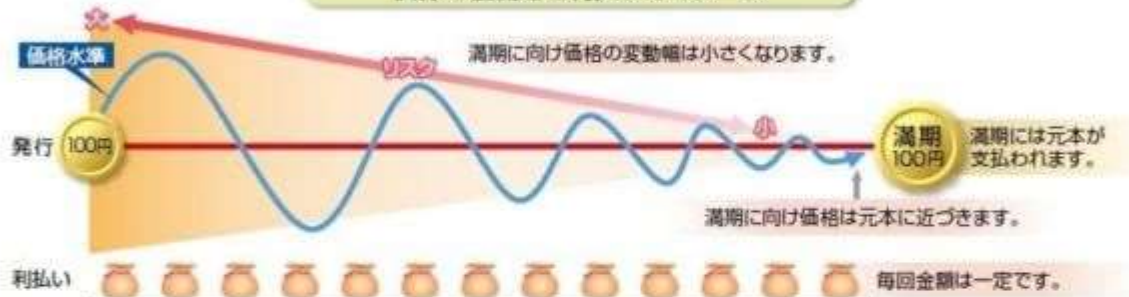 大
価格水準
満期に向け価格の変動幅は小さくなります。
リスク
小
発行
100円
満期
100円
満期には元本が
支払われます。
満期に向け価格は元本に近づきます。
利払い
毎回金額は一定です。